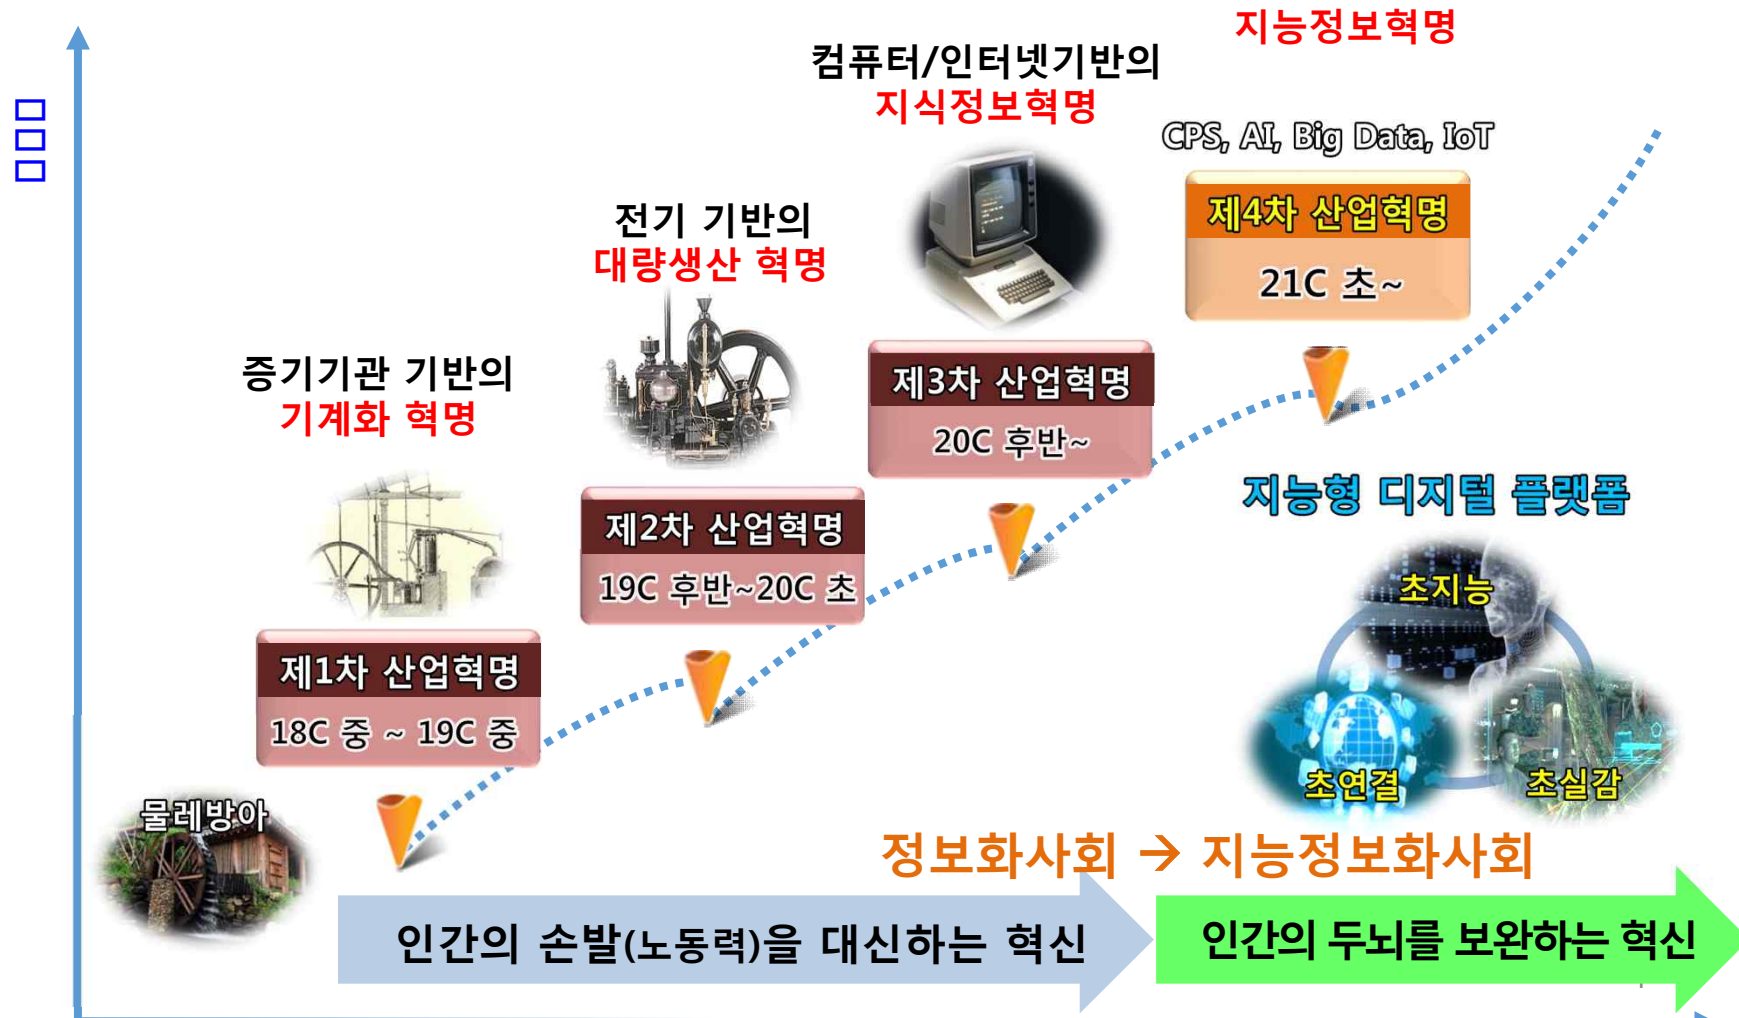 지능정보혁명
컴퓨터/인터넷기반의
지식정보혁명
CPS, AI, Big Data, IoT
제4차 산업혁명
21C 초~
전기 기반의
대량생산 혁명
제3차 산업혁명
20C 후반~
증기기관 기반의
기계화 혁명
제2차 산업혁명
19C 후반~20C 초
제1차 산업혁명
18C 중 ~ 19C 중
지능형 디지털 플랫폼
초지능
초연결
초실감
물레방아
정보화사회 → 지능정보화사회
인간의 손발(노동력)을 대신하는 혁신
인간의 두뇌를 보완하는 혁신